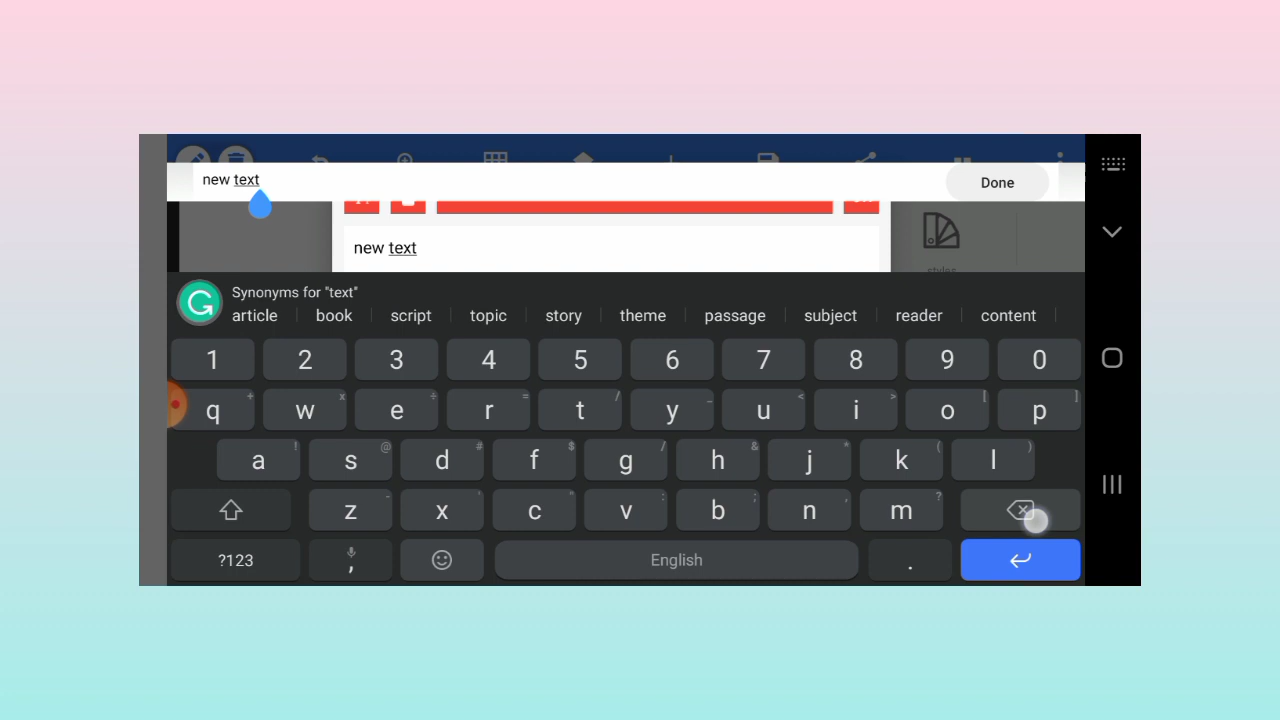 new text
Done
new text
styles
Synonyms for "text"
article book script topic story theme passage subject reader content
1 2 3 4 5 6 7 8 9 0
q + w x e ÷ r = t / y _ u < i > o [ p ]
a ! s @ d # f $ g / h & j * k ( l )
z - x ' c " v : b ; n , m ?
?123 , English .